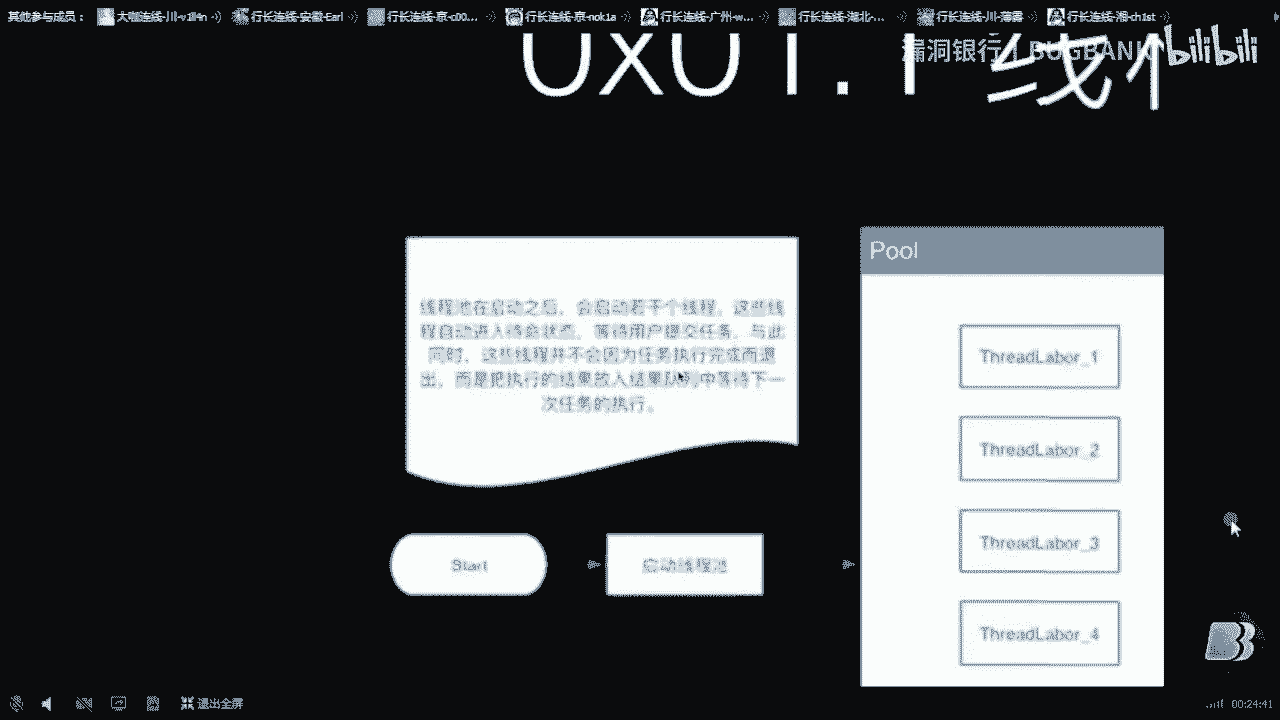 其他参与成员：
大咖连线-川-v1ll4n
行长连线-安徽-Earl
行长连线-京-c00...
行长连线-京-nok1a
行长连线-广州-w...
行长连线-湖北-...
行长连线-川-薄雾
行长连线-湘-ch1st
漏洞银行 | BUGBANK
bilibili
0x01.1 线
Pool
线程池在启动之后，会启动若干个线程，这些线
程自动进入待命状态，等待用户提交任务，与此
同时，这些线程并不会因为任务执行完成而退
出，而是把执行的结果放入结果队列中等待下一
次任务的执行。
ThreadLabor_1
ThreadLabor_2
ThreadLabor_3
ThreadLabor_4
Start
启动线程池
退出全屏
00:24:41